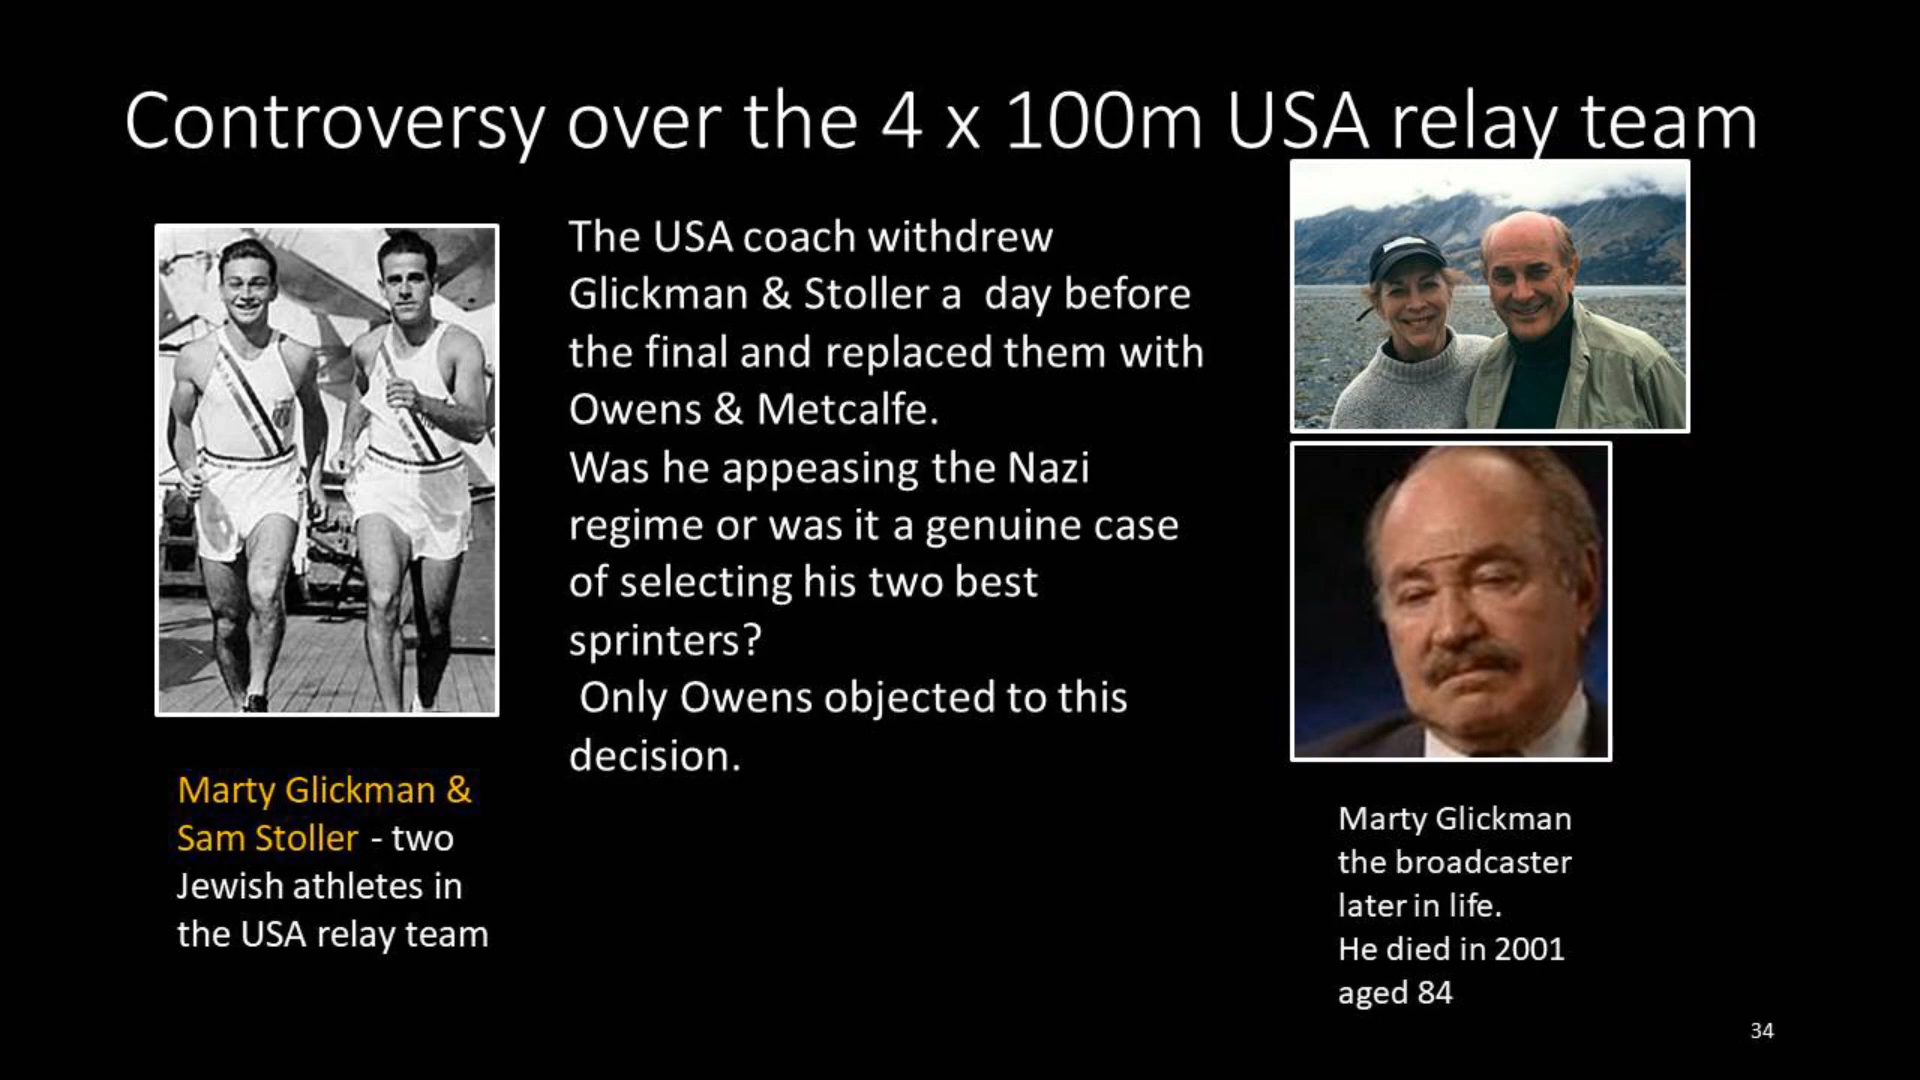 Controversy over the 4 x 100m USA relay team
The USA coach withdrew
Glickman & Stoller a  day before
the final and replaced them with
Owens & Metcalfe.
Was he appeasing the Nazi
regime or was it a genuine case
of selecting his two best
sprinters?
Only Owens objected to this
decision.
Marty Glickman &
Sam Stoller - two
Jewish athletes in
the USA relay team
Marty Glickman
the broadcaster
later in life.
He died in 2001
aged 84
34